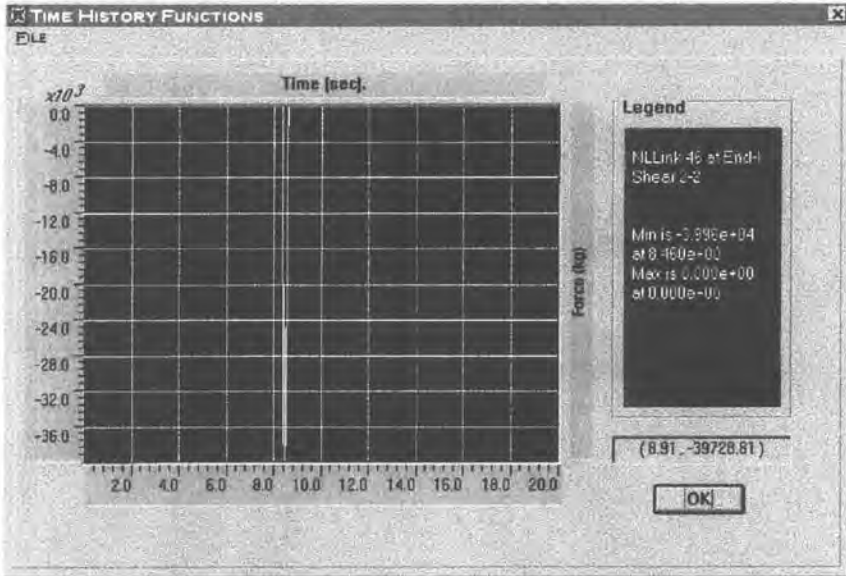 TIME HISTORY FUNCTIONS
FILE
Time [sec].
x10 3
0.0
-4.0
-8.0
-12.0
-16.0
-20.0
-24.0
-28.0
-32.0
-36.0
2.0 4.0 6.0 8.0 10.0 12.0 14.0 16.0 18.0 20.0
Force (kg)
Legend
NLLink 46 at End-I
Shear 2-2
Min is -3.996e+04
at 8.460e+00
Max is 0.000e+00
at 0.000e+00
( 8.91 , -39728.81 )
OK